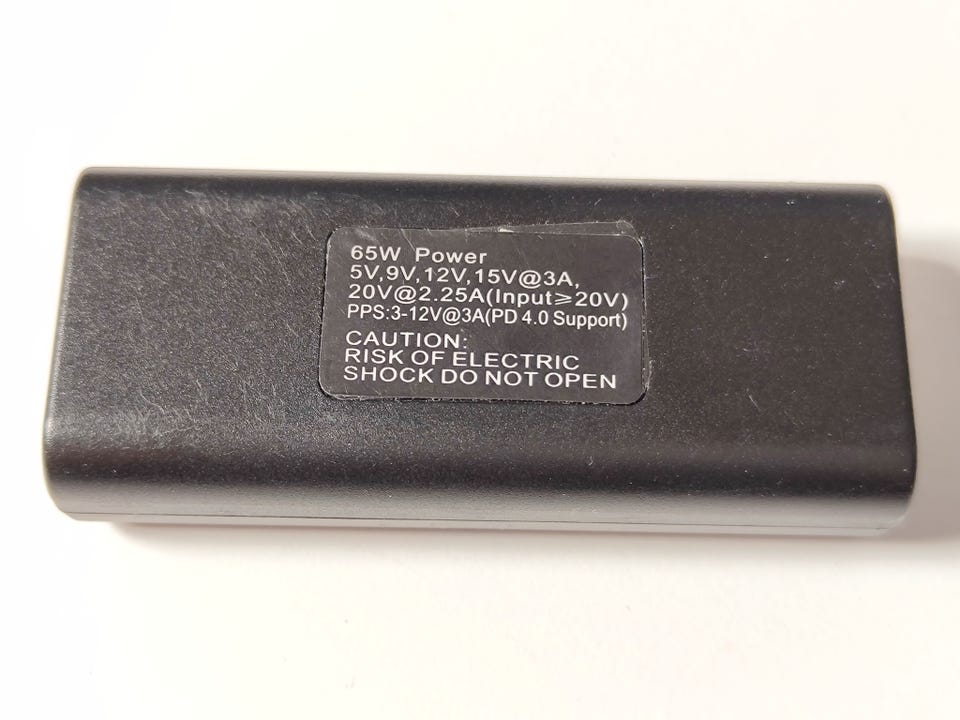 65W Power
5V,9V,12V,15V@3A,
20V@2.25A(Input≥20V)
PPS:3-12V@3A(PD 4.0 Support)
CAUTION:
RISK OF ELECTRIC
SHOCK DO NOT OPEN